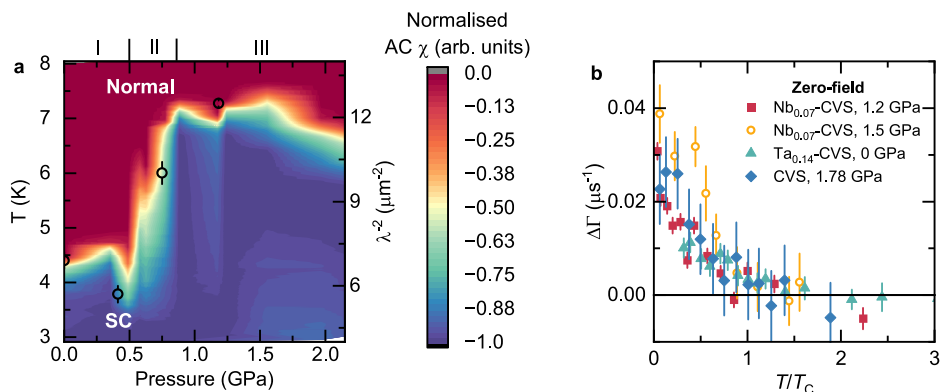 I II III
a
Normal
SC
8
7
6
5
4
3
T (K)
0.0 0.5 1.0 1.5 2.0
Pressure (GPa)
12
9
6
λ⁻² (μm⁻²)
Normalised
AC χ (arb. units)
0.0
−0.13
−0.25
−0.38
−0.50
−0.63
−0.75
−0.88
−1.0
b
Zero-field
Nb0.07-CVS, 1.2 GPa
Nb0.07-CVS, 1.5 GPa
Ta0.14-CVS, 0 GPa
CVS, 1.78 GPa
0.04
0.02
0.00
ΔΓ (μs⁻¹)
0 1 2 3
T/TC